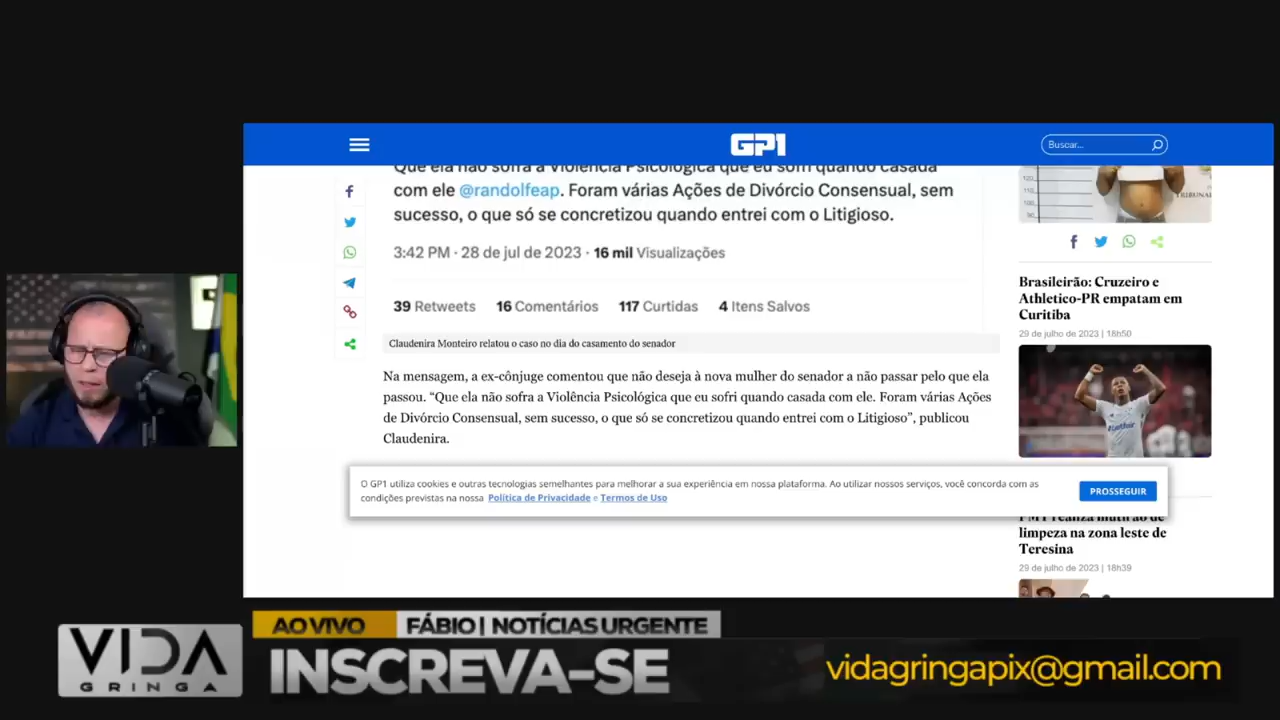 GP1
Buscar...
Que ela não sofra a Violência Psicológica que eu sofri quando casada
com ele @randolfeap. Foram várias Ações de Divórcio Consensual, sem
sucesso, o que só se concretizou quando entrei com o Litigioso.
3:42 PM · 28 de jul de 2023 · 16 mil Visualizações
39 Retweets 16 Comentários 117 Curtidas 4 Itens Salvos
Claudenira Monteiro relatou o caso no dia do casamento do senador
Na mensagem, a ex-cônjuge comentou que não deseja à nova mulher do senador a não passar pelo que ela
passou. “Que ela não sofra a Violência Psicológica que eu sofri quando casada com ele. Foram várias Ações
de Divórcio Consensual, sem sucesso, o que só se concretizou quando entrei com o Litigioso”, publicou
Claudenira.
O GP1 utiliza cookies e outras tecnologias semelhantes para melhorar a sua experiência em nossa plataforma. Ao utilizar nossos serviços, você concorda com as
condições previstas na nossa Política de Privacidade e Termos de Uso
PROSSEGUIR
120
90
TRIBUNAL
Brasileirão: Cruzeiro e
Athletico-PR empatam em
Curitiba
29 de julho de 2023 | 18h50
Betfair
PMT realiza mutirão de
limpeza na zona leste de
Teresina
29 de julho de 2023 | 18h39
VIDA
GRINGA
AO VIVO
FÁBIO | NOTÍCIAS URGENTE
INSCREVA-SE
vidagringapix@gmail.com